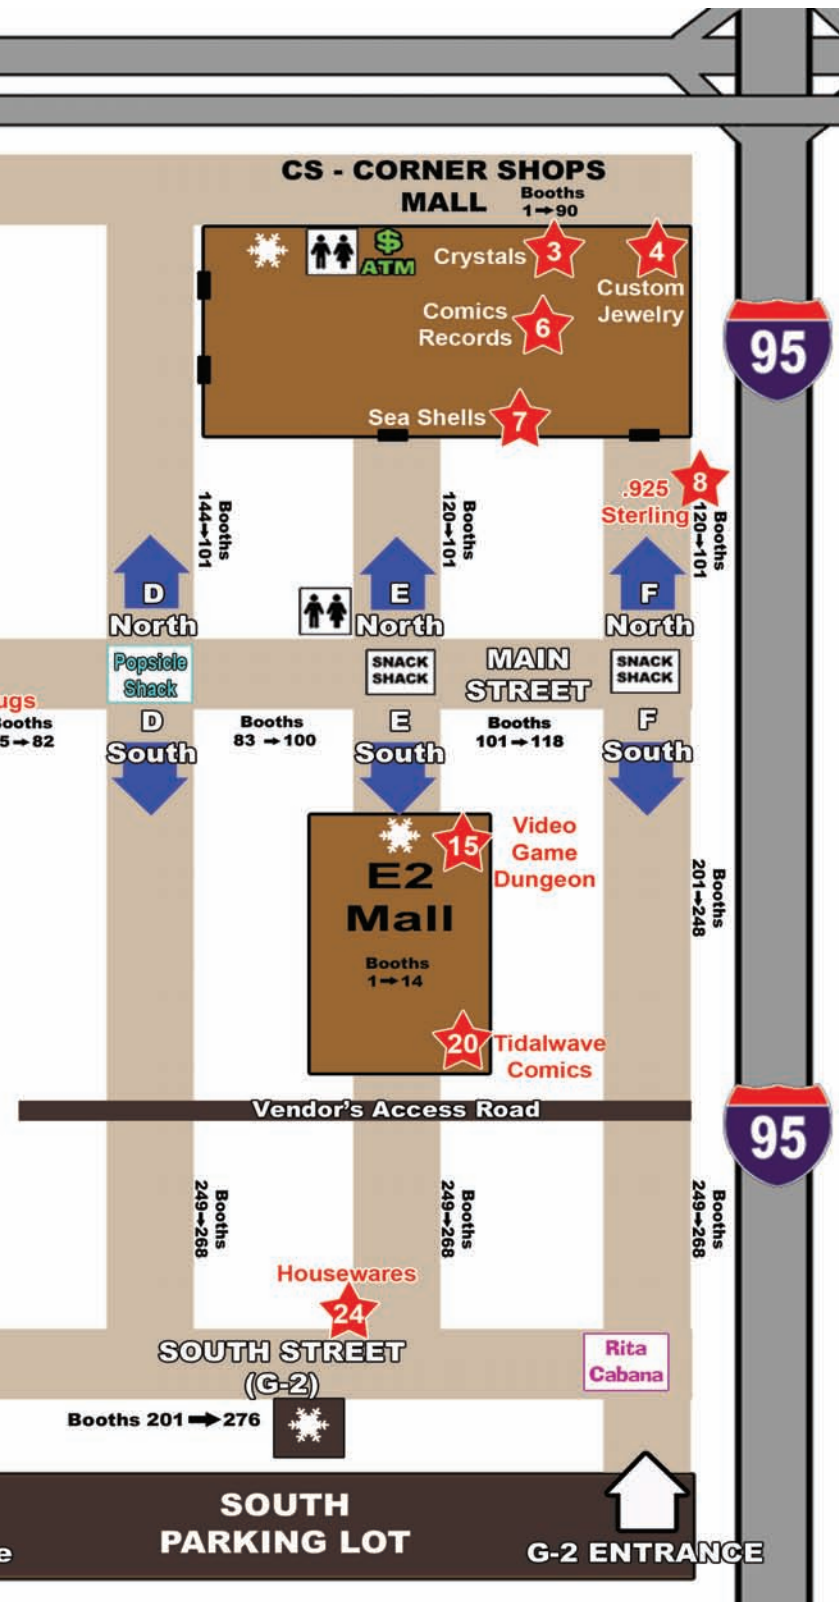 CS - CORNER SHOPS
MALL
Booths
1→90
$
ATM
Crystals
3
4
Custom
Jewelry
Comics
Records
6
Sea Shells
7
95
8
.925
Sterling
Booths
144→101
Booths
120→101
Booths
120→101
D
North
E
North
F
North
Popsicle
Shack
SNACK
SHACK
MAIN
STREET
SNACK
SHACK
ugs
ooths
5→82
D
South
Booths
83 →100
E
South
Booths
101→118
F
South
15
Video
Game
Dungeon
E2
Mall
Booths
1→14
Booths
201→248
20
Tidalwave
Comics
Vendor's Access Road
95
Booths
249→268
Booths
249→268
Booths
249→268
Housewares
24
SOUTH STREET
(G-2)
Rita
Cabana
Booths 201→276
SOUTH
PARKING LOT
e
G-2 ENTRANCE